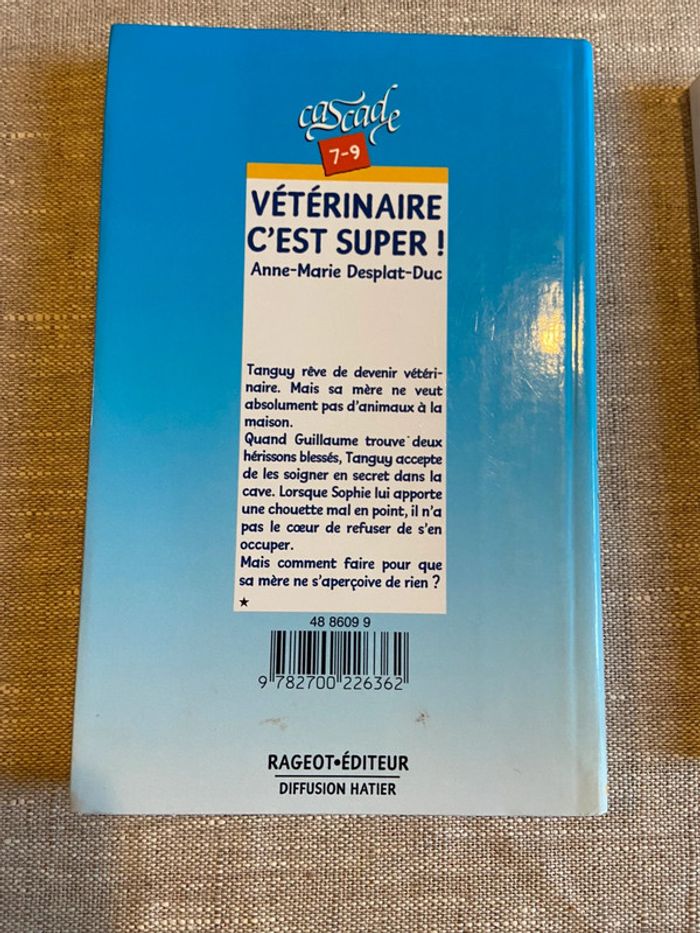 cascade
7-9
VÉTÉRINAIRE
C'EST SUPER !
Anne-Marie Desplat-Duc
Tanguy rêve de devenir vétéri-
naire. Mais sa mère ne veut
absolument pas d'animaux à la
maison.
Quand Guillaume trouve deux
hérissons blessés, Tanguy accepte
de les soigner en secret dans la
cave. Lorsque Sophie lui apporte
une chouette mal en point, il n'a
pas le cœur de refuser de s'en
occuper.
Mais comment faire pour que
sa mère ne s'aperçoive de rien ?
★
48 8609 9
9 782700 226362
RAGEOT•ÉDITEUR
DIFFUSION HATIER